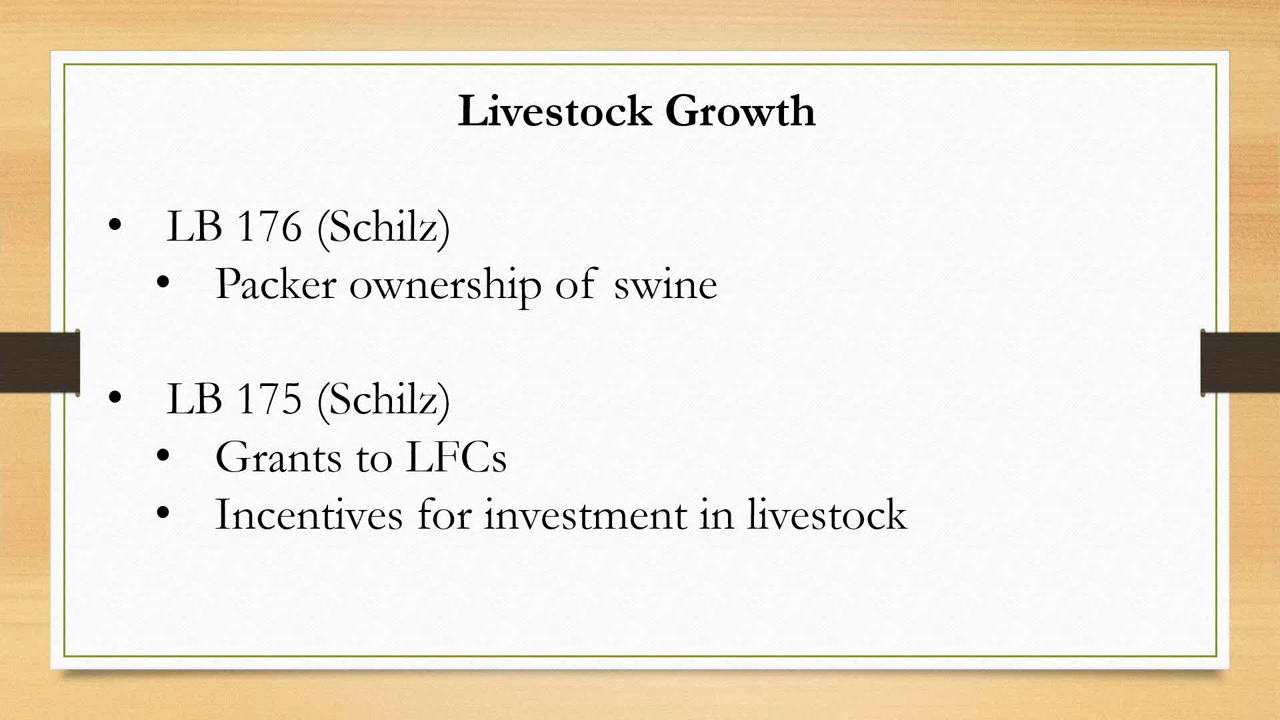 Livestock Growth
• LB 176 (Schilz)
• Packer ownership of swine
• LB 175 (Schilz)
• Grants to LFCs
• Incentives for investment in livestock